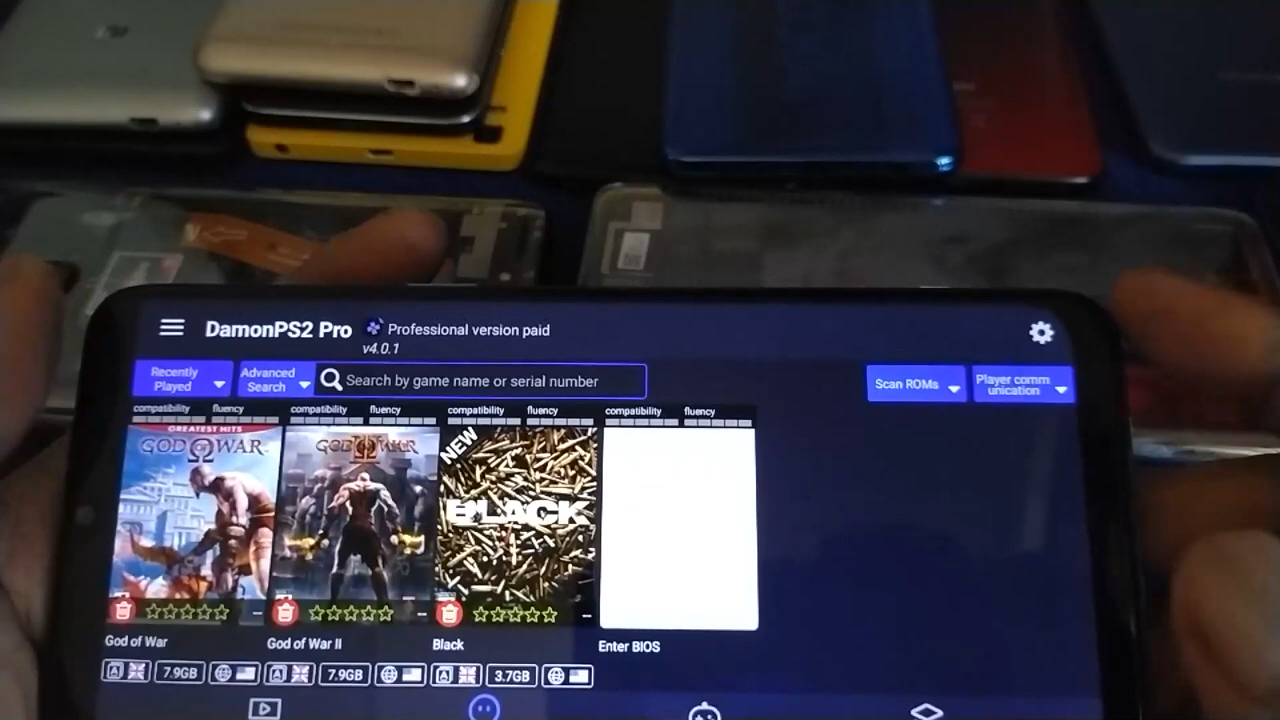 DamonPS2 Pro
Professional version paid
v4.0.1
Recently Played
Advanced Search
Search by game name or serial number
Scan ROMs
Player comm
unication
compatibility fluency compatibility fluency compatibility fluency compatibility fluency
GREATEST HITS
GOD OF WAR
GOD OF WAR
II
NEW
BLACK
God of War
God of War II
Black
Enter BIOS
A 7.9GB A 7.9GB A 3.7GB